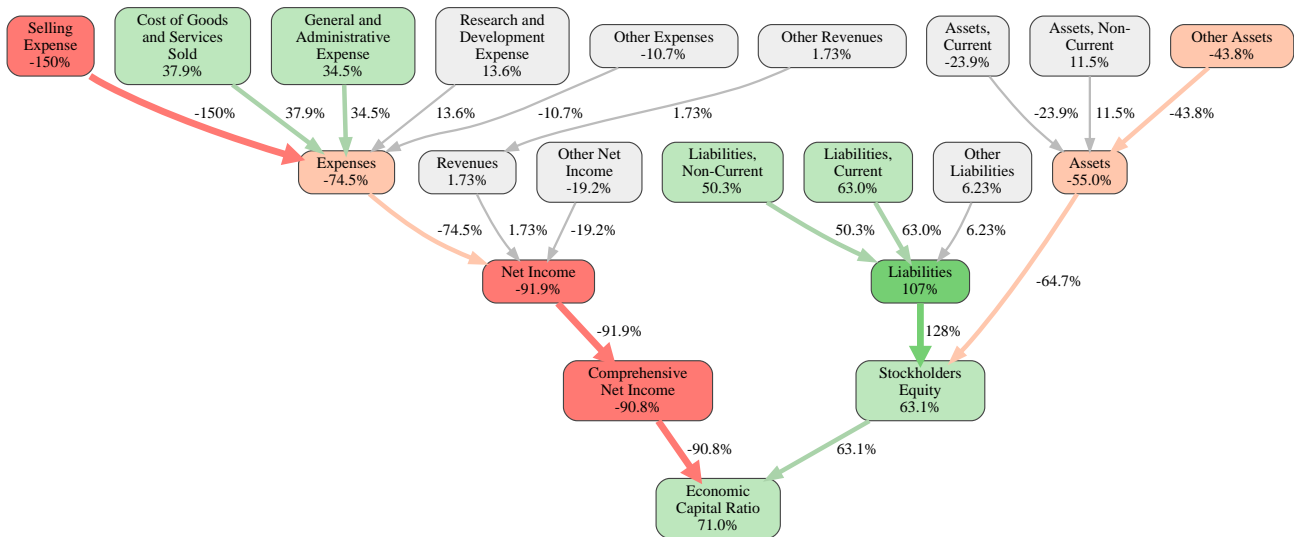 Selling
Expense
-150%
Cost of Goods
and Services
Sold
37.9%
General and
Administrative
Expense
34.5%
Research and
Development
Expense
13.6%
Other Expenses
-10.7%
Other Revenues
1.73%
Assets,
Current
-23.9%
Assets, Non-
Current
11.5%
Other Assets
-43.8%
-150%
37.9%
34.5%
13.6%
-10.7%
1.73%
-23.9%
11.5%
-43.8%
Expenses
-74.5%
Revenues
1.73%
Other Net
Income
-19.2%
Liabilities,
Non-Current
50.3%
Liabilities,
Current
63.0%
Other
Liabilities
6.23%
Assets
-55.0%
-74.5%
1.73%
-19.2%
50.3%
63.0%
6.23%
-64.7%
Net Income
-91.9%
Liabilities
107%
-91.9%
128%
Comprehensive
Net Income
-90.8%
Stockholders
Equity
63.1%
-90.8%
63.1%
Economic
Capital Ratio
71.0%